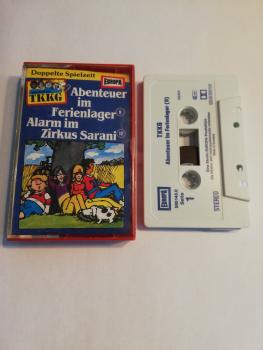 Doppelte Spielzeit
EUROPA
TKKG
Abenteuer
im
Ferienlager
Alarm im
Zirkus Sarani
TKKG
Abenteuer im Ferienlager (9)
EUROPA
Seite
1
STEREO